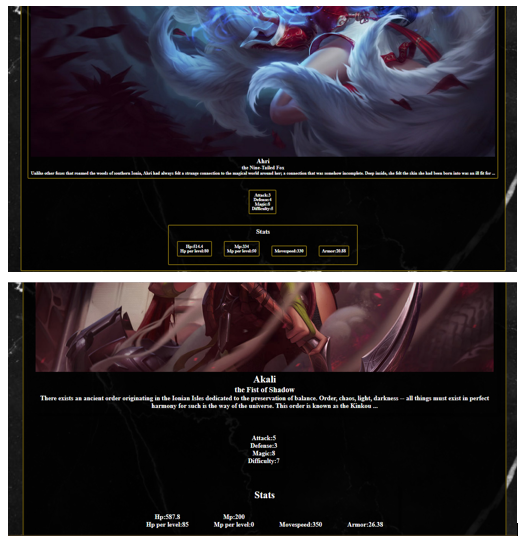 Ahri
the Nine-Tailed Fox
Unlike other foxes that roamed the woods of southern Ionia, Ahri had always felt a strange connection to the magical world around her; a connection that was somehow incomplete. Deep inside, she felt the skin she had been born into was an ill fit for ...
Attack:3
Defense:4
Magic:8
Difficulty:5
Stats
Hp:514.4 Mp:334
Hp per level:80 Mp per level:50 Movespeed:330 Armor:20.88
Akali
the Fist of Shadow
There exists an ancient order originating in the Ionian Isles dedicated to the preservation of balance. Order, chaos, light, darkness -- all things must exist in perfect
harmony for such is the way of the universe. This order is known as the Kinkou ...
Attack:5
Defense:3
Magic:8
Difficulty:7
Stats
Hp:587.8 Mp:200
Hp per level:85 Mp per level:0 Movespeed:350 Armor:26.38